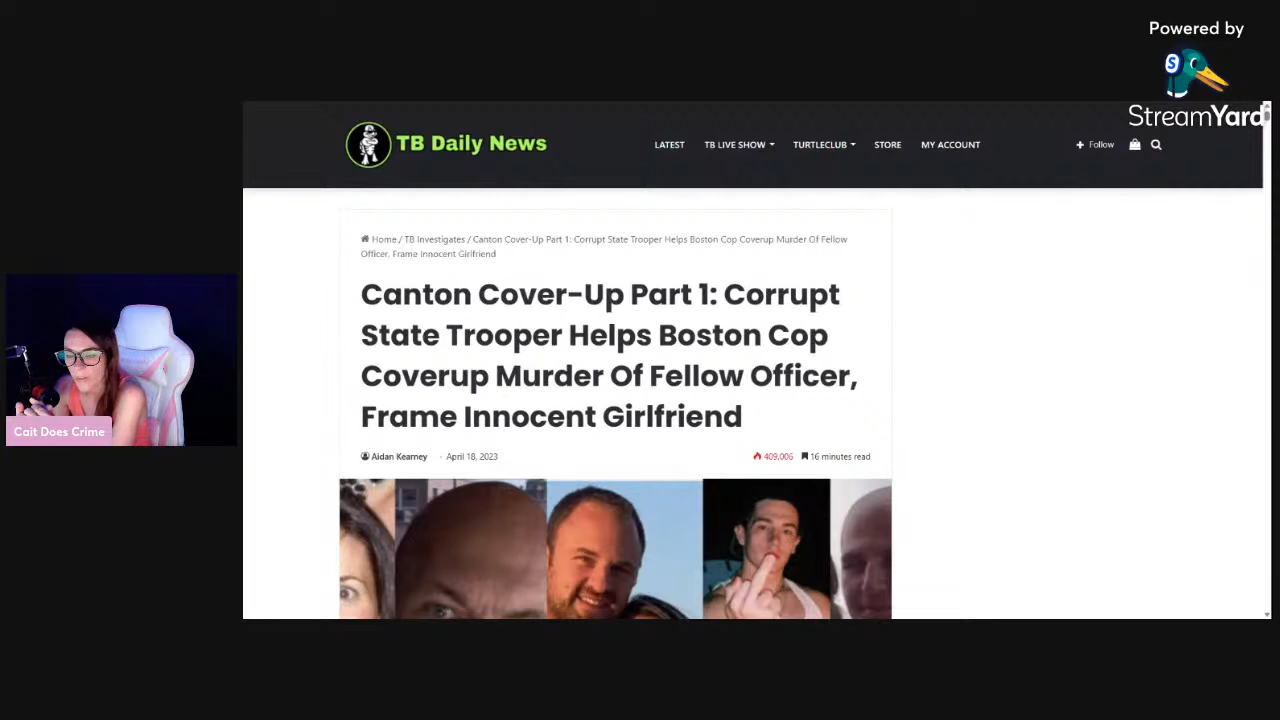 Powered by
StreamYard
TB Daily News
LATEST
TB LIVE SHOW
TURTLECLUB
STORE
MY ACCOUNT
+ Follow
Home / TB Investigates / Canton Cover-Up Part 1: Corrupt State Trooper Helps Boston Cop Coverup Murder Of Fellow
Officer, Frame Innocent Girlfriend
Canton Cover-Up Part 1: Corrupt
State Trooper Helps Boston Cop
Coverup Murder Of Fellow Officer,
Frame Innocent Girlfriend
Aidan Kearney - April 18, 2023
409,006
16 minutes read
Cait Does Crime